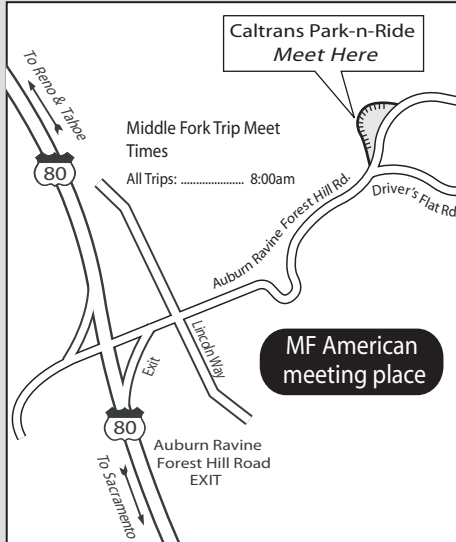 Caltrans Park-n-Ride
Meet Here
To Reno & Tahoe
80
Middle Fork Trip Meet
Times
All Trips: ..................... 8:00am
Auburn Ravine Forest Hill Rd.
Driver's Flat Rd
Lincoln Way
Exit
MF American
meeting place
80
Auburn Ravine
Forest Hill Road
EXIT
To Sacramento